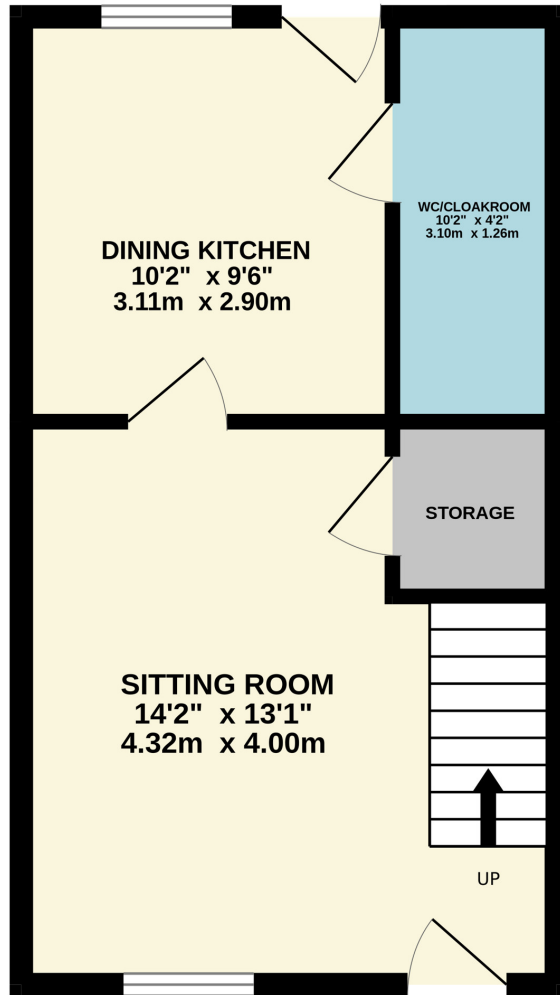 WC/CLOAKROOM
10'2" x 4'2"
3.10m x 1.26m
DINING KITCHEN
10'2" x 9'6"
3.11m x 2.90m
STORAGE
SITTING ROOM
14'2" x 13'1"
4.32m x 4.00m
UP